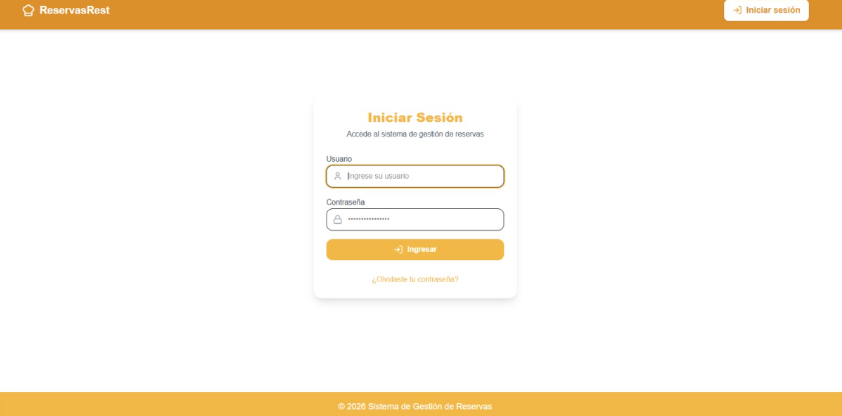 ReservasRest
Iniciar sesión
Iniciar Sesión
Accede al sistema de gestión de reservas
Usuario
Ingrese su usuario
Contraseña
****************
Ingresar
¿Olvidaste tu contraseña?
© 2026 Sistema de Gestión de Reservas